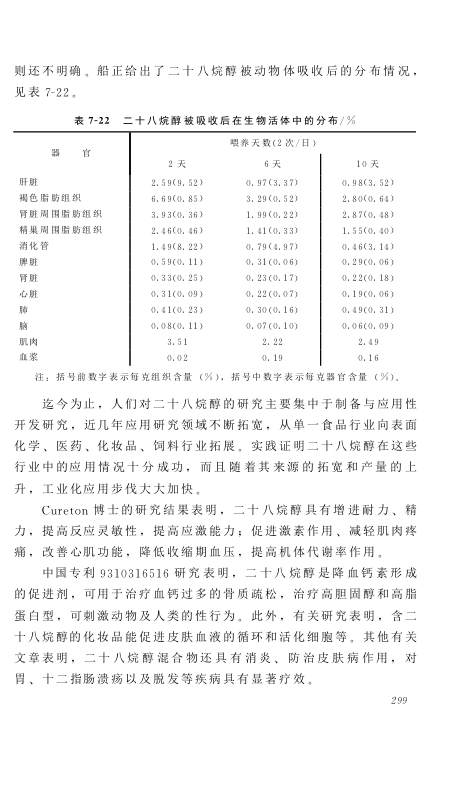 则还不明确。船正给出了二十八烷醇被动物体吸收后的分布情况，
见表 7-22。
表 7-22 二十八烷醇被吸收后在生物活体中的分布/%
器 官
喂养天数(2 次/日)
2 天 6 天 10 天
肝脏 2.59(9.52) 0.97(3.37) 0.98(3.52)
褐色脂肪组织 6.69(0.85) 3.29(0.52) 2.80(0.64)
肾脏周围脂肪组织 3.93(0.36) 1.99(0.22) 2.87(0.48)
精巢周围脂肪组织 2.46(0.46) 1.41(0.33) 1.55(0.40)
消化管 1.49(8.22) 0.79(4.97) 0.46(3.14)
脾脏 0.59(0.11) 0.31(0.06) 0.29(0.06)
肾脏 0.33(0.25) 0.23(0.17) 0.22(0.18)
心脏 0.31(0.09) 0.22(0.07) 0.19(0.06)
肺 0.41(0.23) 0.30(0.16) 0.49(0.31)
脑 0.08(0.11) 0.07(0.10) 0.06(0.09)
肌肉 3.51 2.22 2.49
血浆 0.02 0.19 0.16
注：括号前数字表示每克组织含量（%），括号中数字表示每克器官含量（%）。
迄今为止，人们对二十八烷醇的研究主要集中于制备与应用性
开发研究，近几年应用研究领域不断拓宽，从单一食品行业向表面
化学、医药、化妆品、饲料行业拓展。实践证明二十八烷醇在这些
行业中的应用情况十分成功，而且随着其来源的拓宽和产量的上
升，工业化应用步伐大大加快。
Cureton 博士的研究结果表明，二十八烷醇具有增进耐力、精
力，提高反应灵敏性，提高应激能力；促进激素作用、减轻肌肉疼
痛，改善心肌功能，降低收缩期血压，提高机体代谢率作用。
中国专利 9310316516 研究表明，二十八烷醇是降血钙素形成
的促进剂，可用于治疗血钙过多的骨质疏松，治疗高胆固醇和高脂
蛋白型，可刺激动物及人类的性行为。此外，有关研究表明，含二
十八烷醇的化妆品能促进皮肤血液的循环和活化细胞等。其他有关
文章表明，二十八烷醇混合物还具有消炎、防治皮肤病作用，对
胃、十二指肠溃疡以及脱发等疾病具有显著疗效。
299